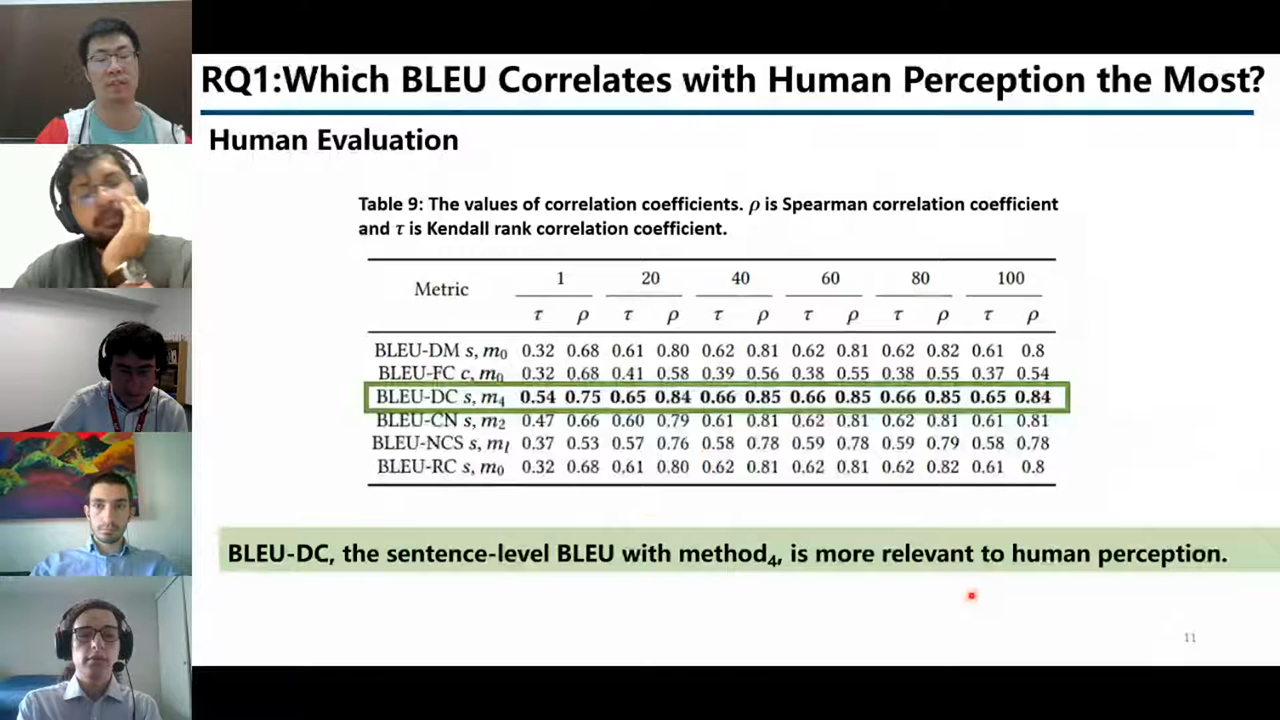 RQ1:Which BLEU Correlates with Human Perception the Most?
Human Evaluation
Table 9: The values of correlation coefficients. ρ is Spearman correlation coefficient
and τ is Kendall rank correlation coefficient.
Metric 1 20 40 60 80 100
τ ρ τ ρ τ ρ τ ρ τ ρ τ ρ
BLEU-DM s, m₀ 0.32 0.68 0.61 0.80 0.62 0.81 0.62 0.81 0.62 0.82 0.61 0.8
BLEU-FC c, m₀ 0.32 0.68 0.41 0.58 0.39 0.56 0.38 0.55 0.38 0.55 0.37 0.54
BLEU-DC s, m₄ 0.54 0.75 0.65 0.84 0.66 0.85 0.66 0.85 0.66 0.85 0.65 0.84
BLEU-CN s, m₂ 0.47 0.66 0.60 0.79 0.61 0.81 0.62 0.81 0.62 0.81 0.61 0.81
BLEU-NCS s, mₗ 0.37 0.53 0.57 0.76 0.58 0.78 0.59 0.78 0.59 0.79 0.58 0.78
BLEU-RC s, m₀ 0.32 0.68 0.61 0.80 0.62 0.81 0.62 0.81 0.62 0.82 0.61 0.8
BLEU-DC, the sentence-level BLEU with method₄, is more relevant to human perception.
11